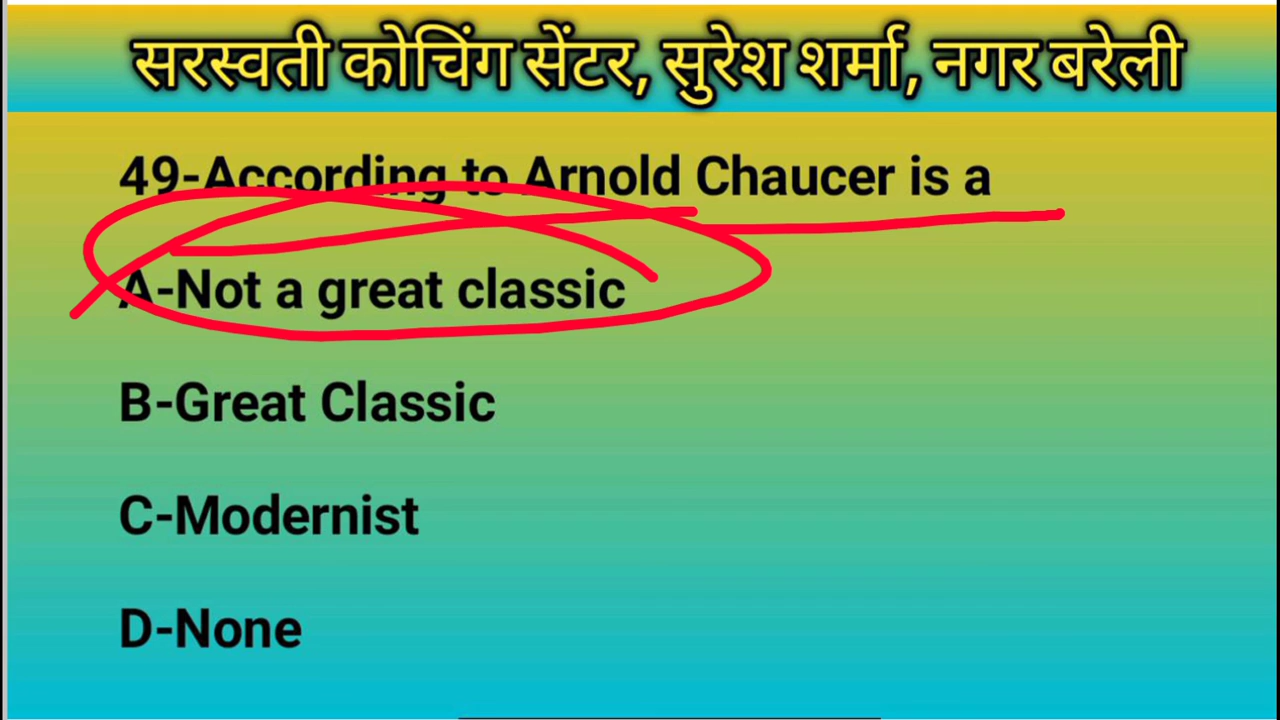 सरस्वती कोचिंग सेंटर, सुरेश शर्मा, नगर बरेली
49-According to Arnold Chaucer is a
A-Not a great classic
B-Great Classic
C-Modernist
D-None